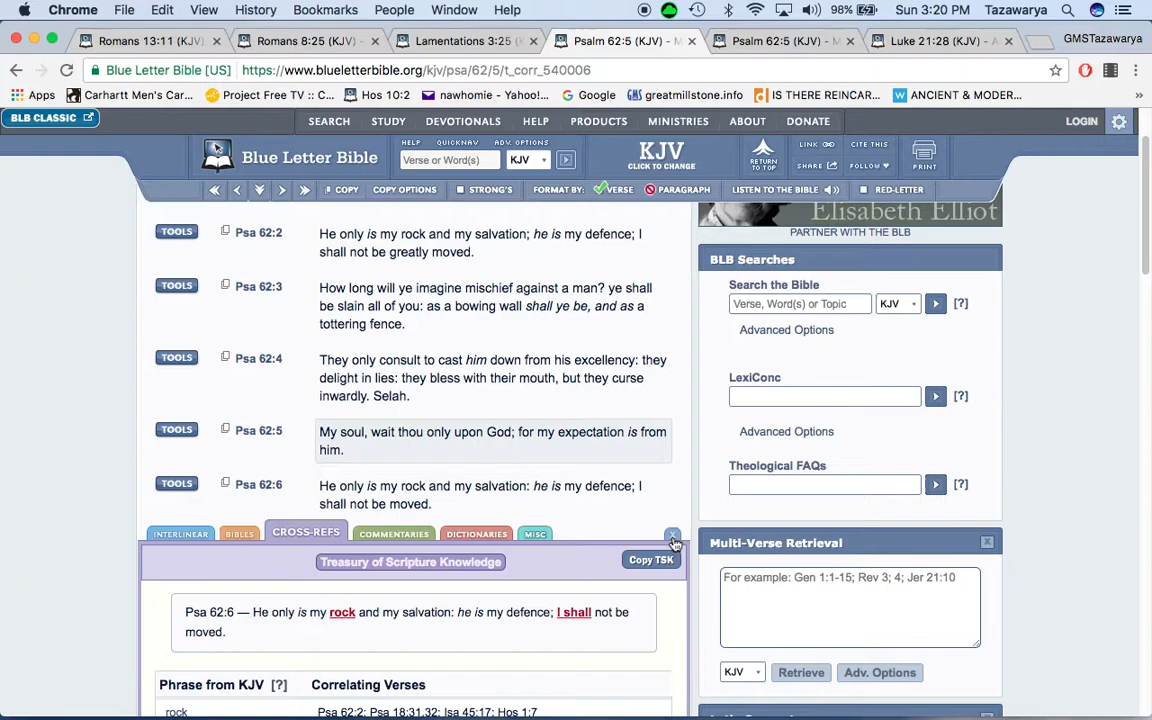 Chrome File Edit View History Bookmarks People Window Help 98% Sun 3:20 PM Tazawarya
Romans 13:11 (KJV) Romans 8:25 (KJV) - Lamentations 3:25 (KJV) Psalm 62:5 (KJV) - M Psalm 62:5 (KJV) - M Luke 21:28 (KJV) - A GMSTazawarya
Blue Letter Bible [US] https://www.blueletterbible.org/kjv/psa/62/5/t_corr_540006
Apps Carhartt Men's Car... Project Free TV :: C... Hos 10:2 nawhomie - Yahoo!... Google GMS greatmillstone.info IS THERE REINCAR... W ANCIENT & MODER... »
BLB CLASSIC SEARCH STUDY DEVOTIONALS HELP PRODUCTS MINISTRIES ABOUT DONATE LOGIN
HELP QUICKNAV ADV. OPTIONS
Blue Letter Bible Verse or Word(s) KJV KJV CLICK TO CHANGE RETURN TO TOP LINK CITE THIS SHARE FOLLOW PRINT
COPY COPY OPTIONS STRONG'S FORMAT BY: VERSE PARAGRAPH LISTEN TO THE BIBLE RED-LETTER
Elisabeth Elliot
PARTNER WITH THE BLB
TOOLS Psa 62:2 He only is my rock and my salvation; he is my defence; I
shall not be greatly moved.
TOOLS Psa 62:3 How long will ye imagine mischief against a man? ye shall
be slain all of you: as a bowing wall shall ye be, and as a
tottering fence.
TOOLS Psa 62:4 They only consult to cast him down from his excellency: they
delight in lies: they bless with their mouth, but they curse
inwardly. Selah.
TOOLS Psa 62:5 My soul, wait thou only upon God; for my expectation is from
him.
TOOLS Psa 62:6 He only is my rock and my salvation: he is my defence; I
shall not be moved.
INTERLINEAR BIBLES CROSS-REFS COMMENTARIES DICTIONARIES MISC X
Treasury of Scripture Knowledge Copy TSK
Psa 62:6 — He only is my rock and my salvation: he is my defence; I shall not be
moved.
Phrase from KJV [?] Correlating Verses
rock Psa 62:2; Psa 18:31,32; Isa 45:17; Hos 1:7
BLB Searches
Search the Bible
Verse, Word(s) or Topic KJV [?]
Advanced Options
LexiConc
[?]
Advanced Options
Theological FAQs
[?]
Multi-Verse Retrieval X
For example: Gen 1:1-15; Rev 3; 4; Jer 21:10
KJV Retrieve Adv. Options